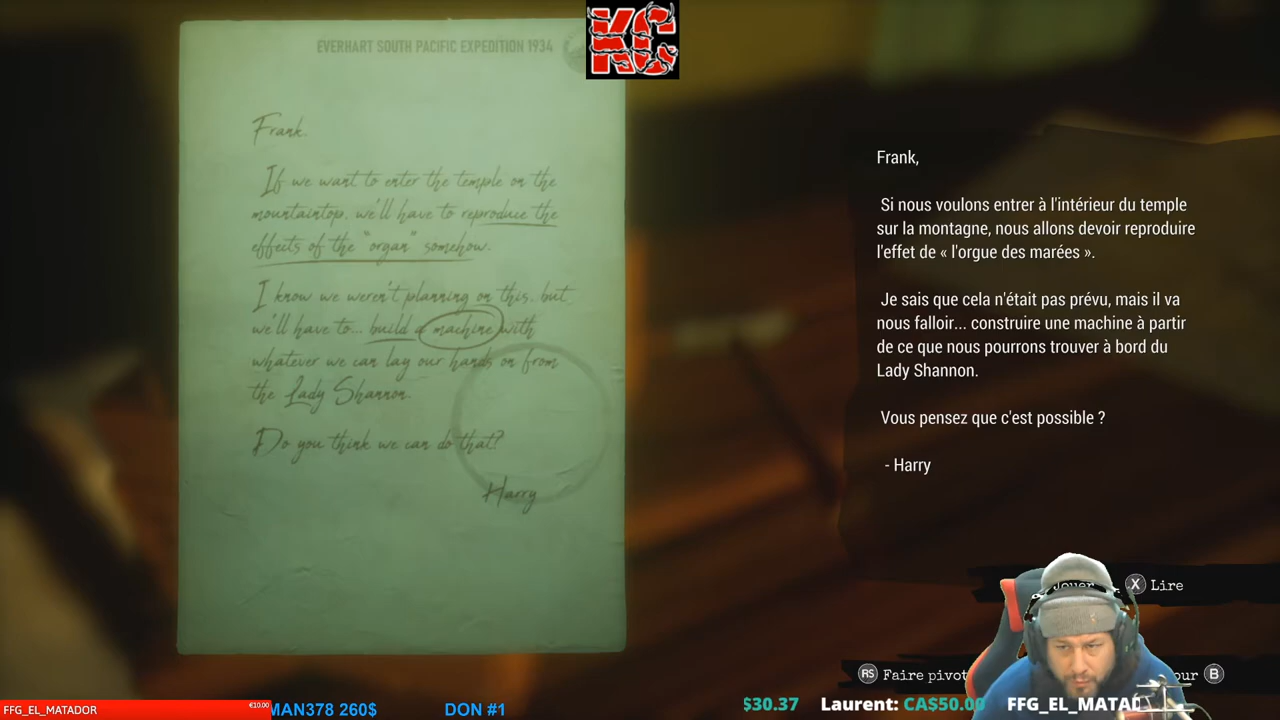 EVERHART SOUTH PACIFIC EXPEDITION 1934
KC
Frank.
If we want to enter the temple on the
mountaintop, we'll have to reproduce the
effects of the "organ" somehow.
I know we weren't planning on this, but
we'll have to... build a machine with
whatever we can lay our hands on from
the Lady Shannon.
Do you think we can do that?
Harry
Frank,
Si nous voulons entrer à l'intérieur du temple
sur la montagne, nous allons devoir reproduire
l'effet de « l'orgue des marées ».
Je sais que cela n'était pas prévu, mais il va
nous falloir... construire une machine à partir
de ce que nous pourrons trouver à bord du
Lady Shannon.
Vous pensez que c'est possible ?
- Harry
X Lire
RS Faire pivot
B
FFG_EL_MATADOR
€10.00
MAN378 260$
DON #1
$30.37
Laurent: CA$50.00
FFG_EL_MATAD